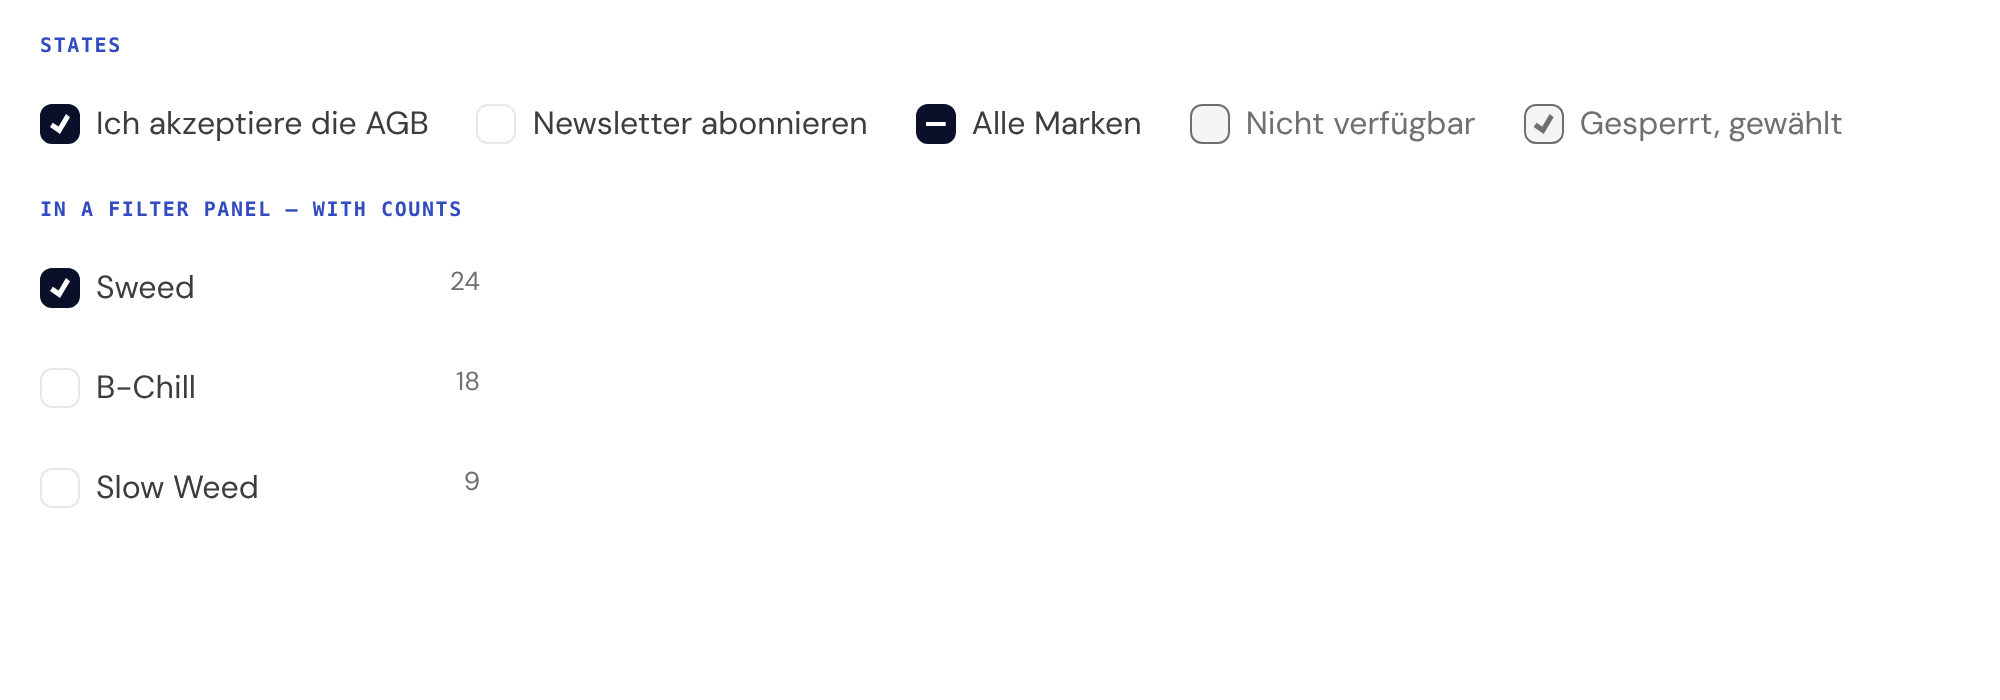 STATES
Ich akzeptiere die AGB Newsletter abonnieren Alle Marken Nicht verfügbar Gesperrt, gewählt
IN A FILTER PANEL — WITH COUNTS
Sweed 24
B-Chill 18
Slow Weed 9